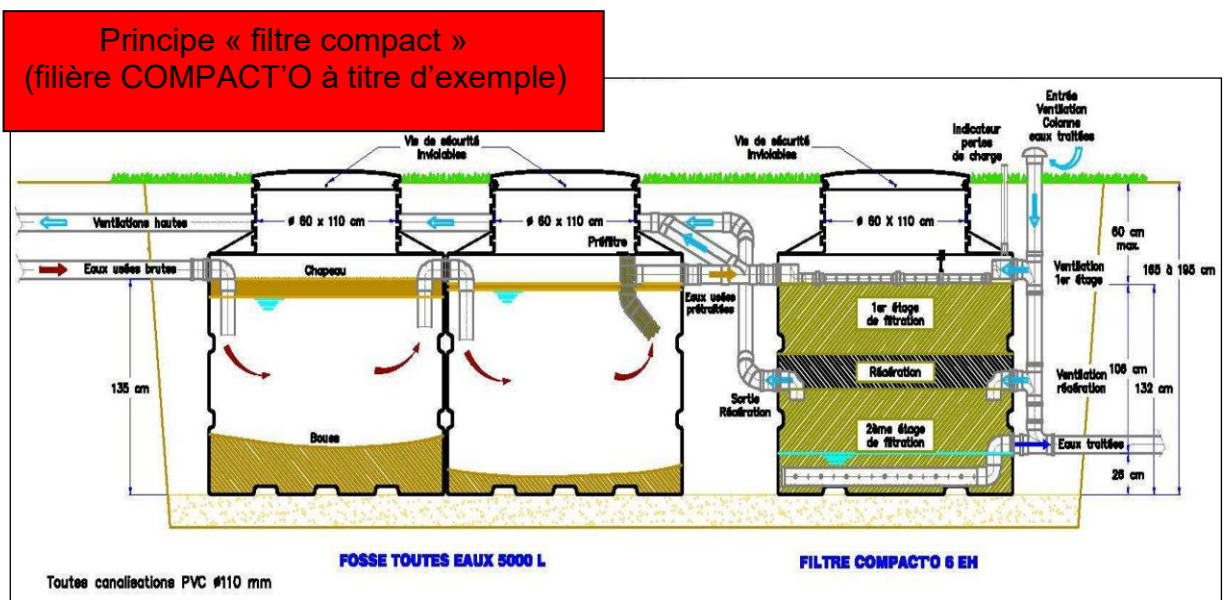 Principe « filtre compact »
(filière COMPACT'O à titre d'exemple)
Entrée
Ventilation
Colonne
eaux traitées
Indicateur
pertes
de charge
Vis de sécurité
Inviolables
Vis de sécurité
Inviolables
Ventilations hautes
ø 60 x 110 cm
ø 60 x 110 cm
ø 60 X 110 cm
60 cm
max.
Préfiltre
Eaux usées brutes
Chapeau
Eaux usées
prétraitées
Ventilation
1er étage
165 à 195 cm
1er étage
de filtration
135 cm
Réaération
Ventilation
réaération
106 cm
132 cm
Sortie
Réaération
Boues
2ème étage
de filtration
Eaux traitées
26 cm
FOSSE TOUTES EAUX 5000 L
FILTRE COMPACT'O 6 EH
Toutes canalisations PVC ø110 mm